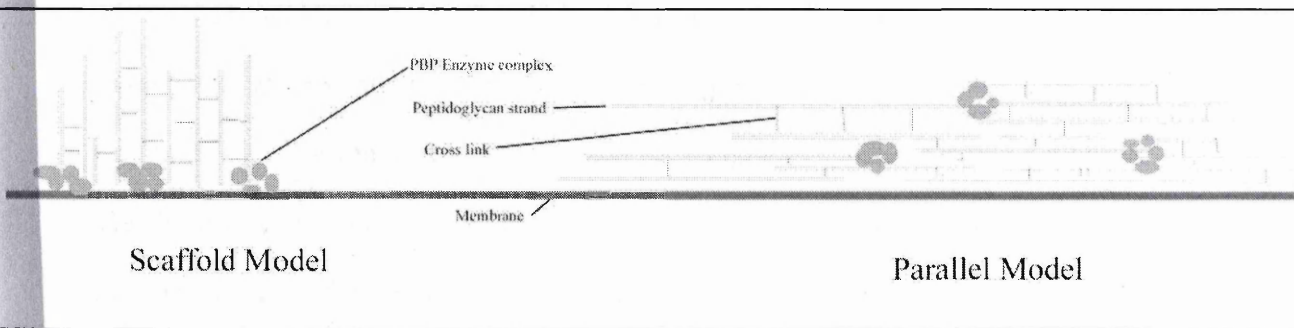 PBP Enzyme complex
Peptidoglycan strand
Cross link
Membrane
Scaffold Model
Parallel Model